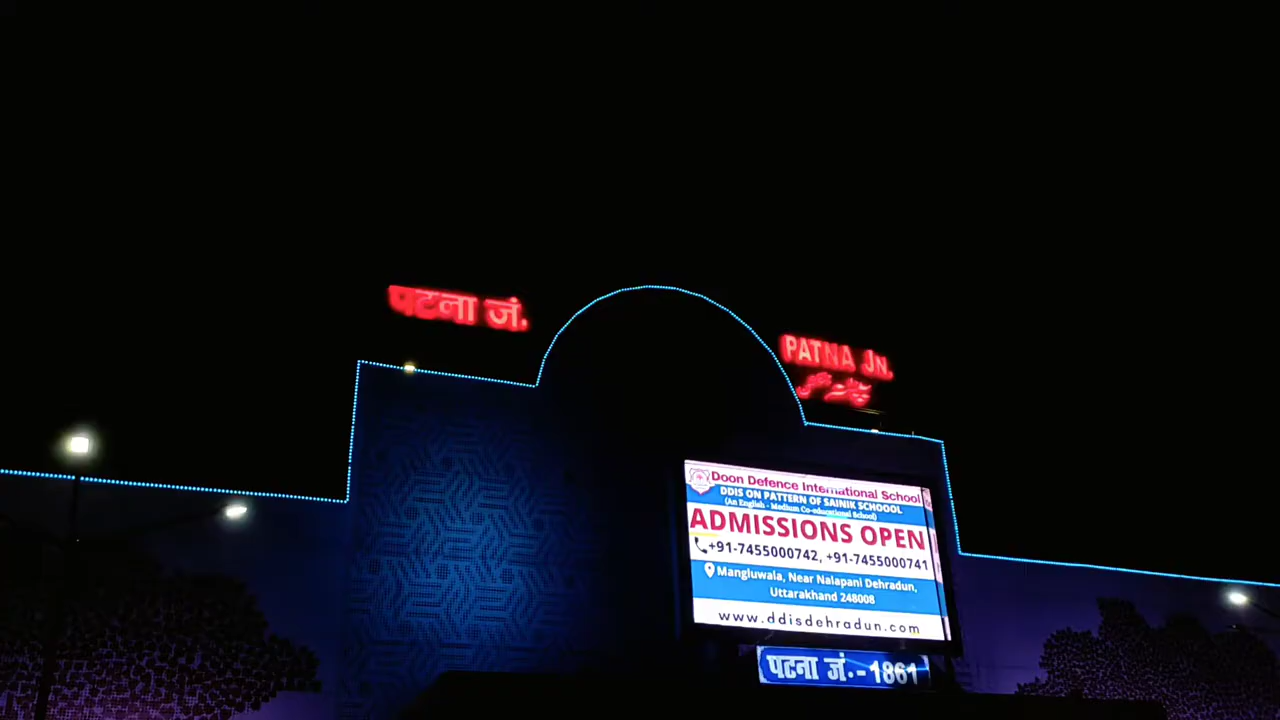 पटना जं.
PATNA JN.
Doon Defence International School
DDIS ON PATTERN OF SAINIK SCHOOOL
(An English - Medium Co-educational School)
ADMISSIONS OPEN
+91-7455000742, +91-7455000741
Mangluwala, Near Nalapani Dehradun,
Uttarakhand 248008
www.ddisdehradun.com
पटना जं.-1861